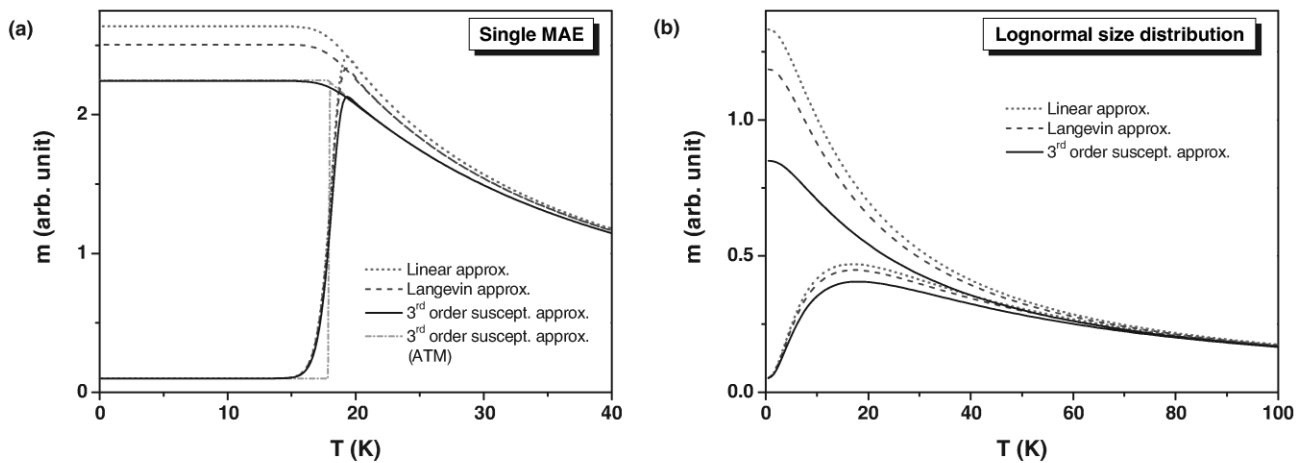 (a)
Single MAE
m (arb. unit)
2
1
0
Linear approx.
Langevin approx.
3rd order suscept. approx.
3rd order suscept. approx.
(ATM)
0 10 20 30 40
T (K)
(b)
Lognormal size distribution
m (arb. unit)
1.0
0.5
0.0
Linear approx.
Langevin approx.
3rd order suscept. approx.
0 20 40 60 80 100
T (K)